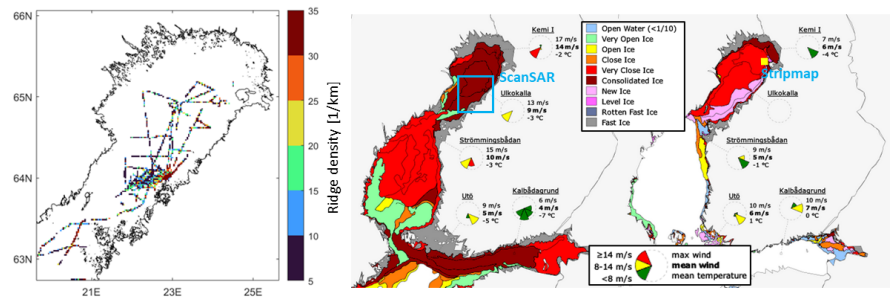 66N
65N
64N
63N
21E
23E
25E
35
30
25
20
15
10
5
Ridge density [1/km]
Kemi I
17 m/s
14 m/s
-2 °C
ScanSAR
Ulkokalla
13 m/s
9 m/s
-3 °C
Strömmingsbådan
15 m/s
10 m/s
-3 °C
Utö
9 m/s
5 m/s
-5 °C
Kalbådagrund
6 m/s
4 m/s
-7 °C
Open Water (<1/10)
Very Open Ice
Open Ice
Close Ice
Very Close Ice
Consolidated Ice
New Ice
Level Ice
Rotten Fast Ice
Fast Ice
Kemi I
7 m/s
6 m/s
-4 °C
Stripmap
Ulkokalla
Strömmingsbådan
9 m/s
5 m/s
-1 °C
Utö
10 m/s
6 m/s
1 °C
Kalbådagrund
10 m/s
7 m/s
0 °C
≥14 m/s
8-14 m/s
<8 m/s
max wind
mean wind
mean temperature